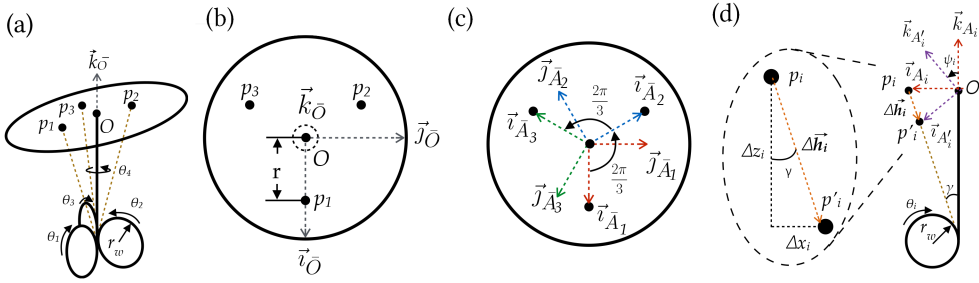 (a)
k⃗_Ō
p₃
p₂
p₁
O
θ₄
θ₃
θ₂
θ₁
r_w
(b)
p₃
p₂
k⃗_Ō
O
j⃗_Ō
r
p₁
i⃗_Ō
(c)
j⃗_Ā₂
2π/3
i⃗_Ā₂
i⃗_Ā₃
j⃗_Ā₁
2π/3
j⃗_Ā₃
i⃗_Ā₁
(d)
p_i
Δz_i
Δh⃗_i
γ
p'_i
Δx_i
k⃗_A_i
k⃗_A'_i
ψ_i
i⃗_A_i
p_i
O
Δh⃗_i
p'_i
i⃗_A'_i
γ
θ_i
r_w